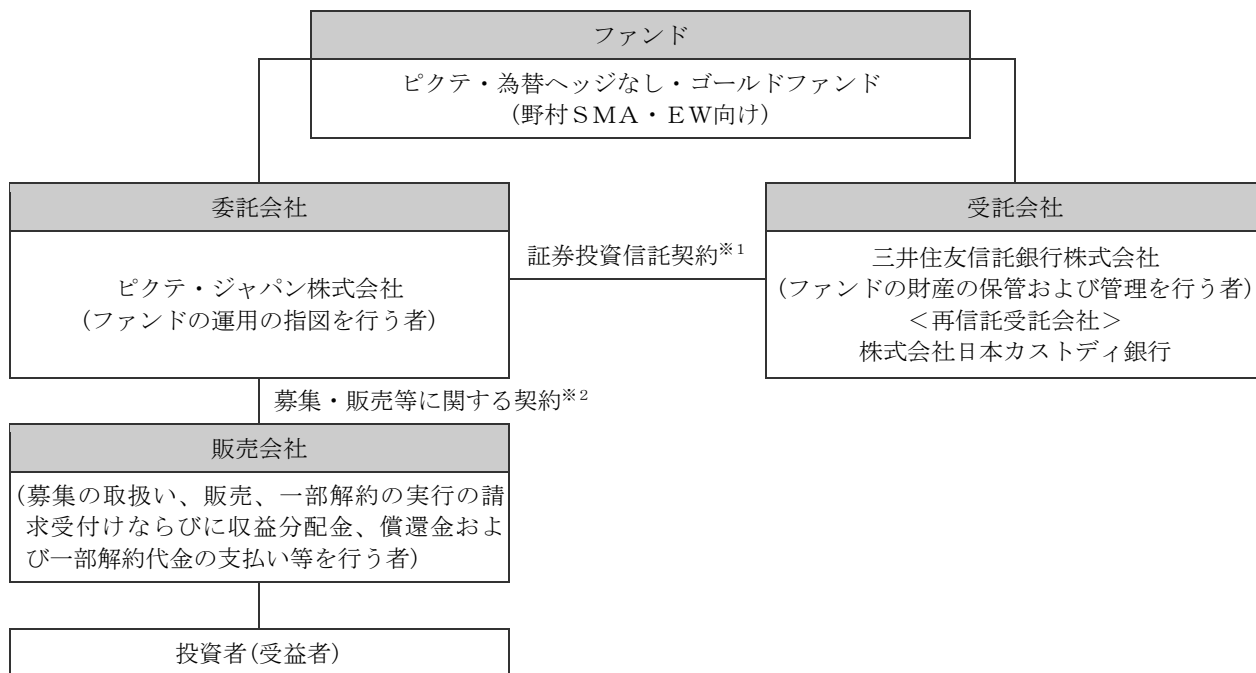 ファンド
ピクテ・為替ヘッジなし・ゴールドファンド
(野村ＳＭＡ・ＥＷ向け)
委託会社
ピクテ・ジャパン株式会社
(ファンドの運用の指図を行う者)
証券投資信託契約※1
受託会社
三井住友信託銀行株式会社
(ファンドの財産の保管および管理を行う者)
＜再信託受託会社＞
株式会社日本カストディ銀行
募集・販売等に関する契約※2
販売会社
(募集の取扱い、販売、一部解約の実行の請
求受付けならびに収益分配金、償還金およ
び一部解約代金の支払い等を行う者)
投資者(受益者)